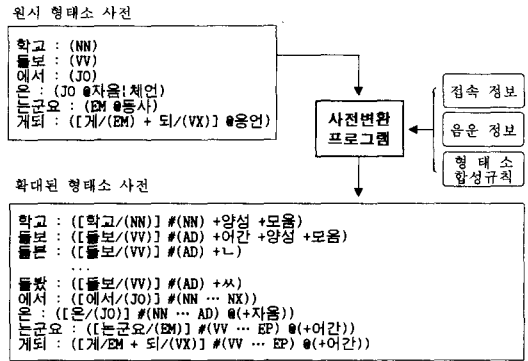 원시 형태소 사전
학교 : (NN)
돌보 : (VV)
에서 : (JO)
은 : (JO @자음|체언)
는군요 : (EM @동사)
게되 : ([게/(EM) + 되/(VX)] @용언)
사전변환
프로그램
접속 정보
음운 정보
형 태 소
합성규칙
확대된 형태소 사전
학교 : ([학교/(NN)] #(NN) +양성 +모음)
돌보 : ([돌보/(VV)] #(AD) +어간 +양성 +모음)
돌본 : ([돌보/(VV)] #(AD) +ㄴ)
...
돌봤 : ([돌보/(VV)] #(AD) +ㅆ)
에서 : ([에서/(JO)] #(NN ... NX))
은 : ([은/(JO)] #(NN ... AD) @(+자음))
는군요 : ([는군요/(EM)] #(VV ... EP) @(+어간))
게되 : ([게/EM + 되/(VX)] #(VV ... EP) @(+어간))